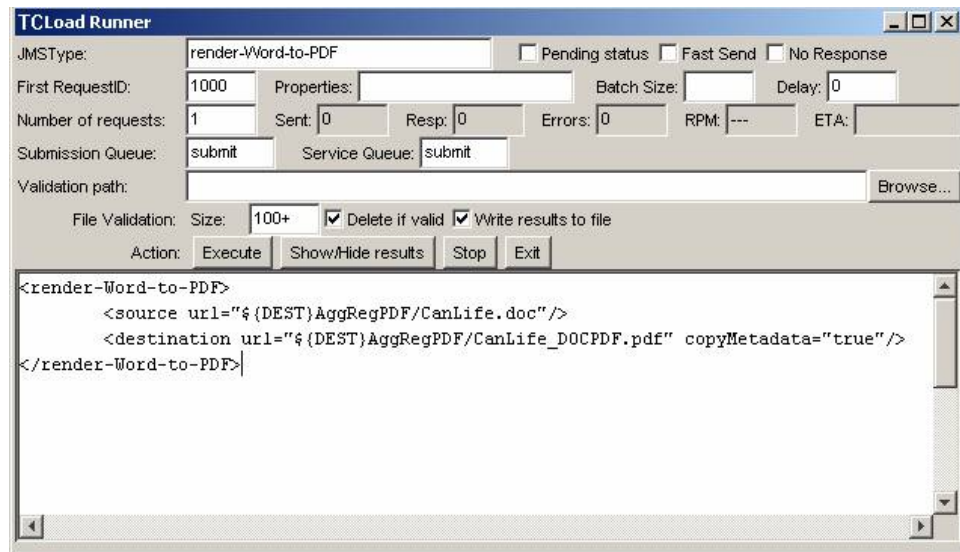 TCLoad Runner
JMSType: render-Word-to-PDF Pending status Fast Send No Response
First RequestID: 1000 Properties: Batch Size: Delay: 0
Number of requests: 1 Sent: 0 Resp: 0 Errors: 0 RPM: --- ETA:
Submission Queue: submit Service Queue: submit
Validation path: Browse...
File Validation: Size: 100+ Delete if valid Write results to file
Action: Execute Show/Hide results Stop Exit
<render-Word-to-PDF>
<source url="${DEST}AggRegPDF/CanLife.doc"/>
<destination url="${DEST}AggRegPDF/CanLife_DOCPDF.pdf" copyMetadata="true"/>
</render-Word-to-PDF>